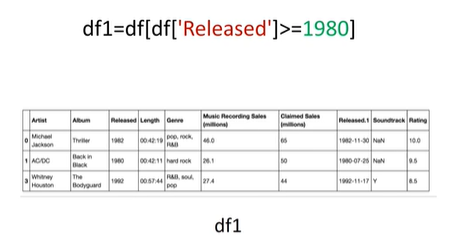 df1=df[df['Released']>=1980]
Artist Album Released Length Genre Music Recording Sales (millions) Claimed Sales (millions) Released.1 Soundtrack Rating
0 Michael Jackson Thriller 1982 00:42:19 pop, rock, R&B 46.0 65 1982-11-30 NaN 10.0
1 AC/DC Back in Black 1980 00:42:11 hard rock 26.1 50 1980-07-25 NaN 9.5
3 Whitney Houston The Bodyguard 1992 00:57:44 R&B, soul, pop 27.4 44 1992-11-17 Y 8.5
df1